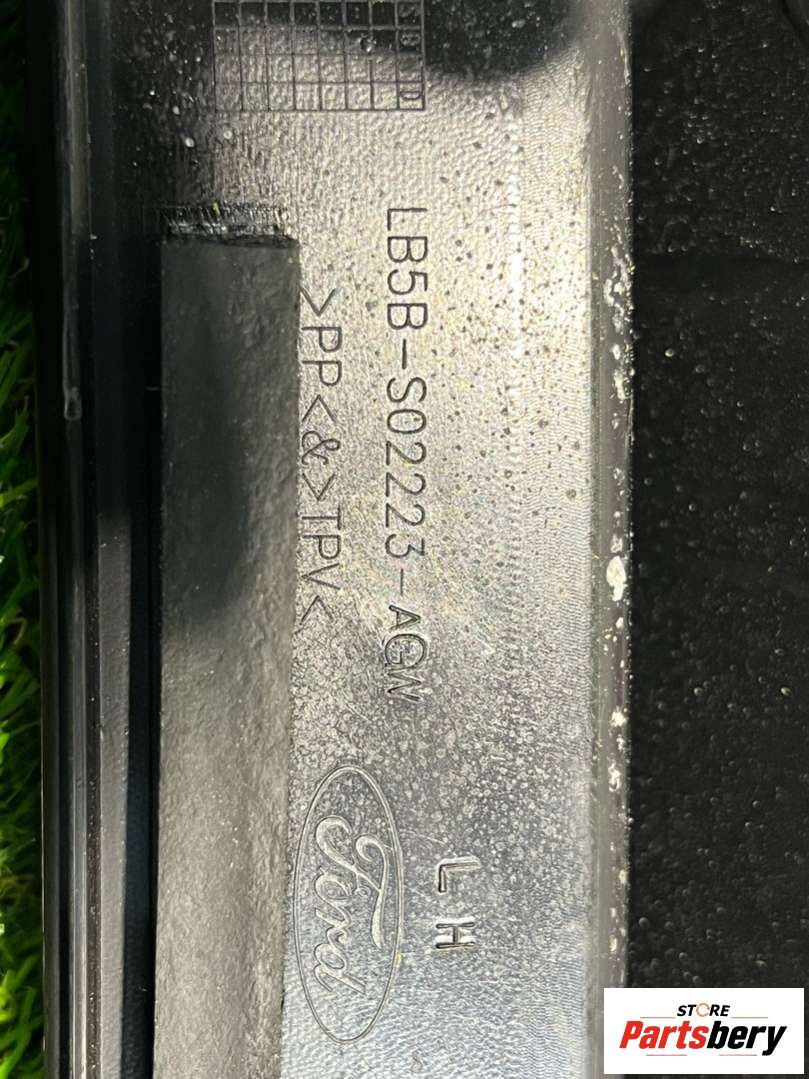 LB5B-S02223-AGW
>PP<&>TPV<
Ford
LH
STORE
Partsbery